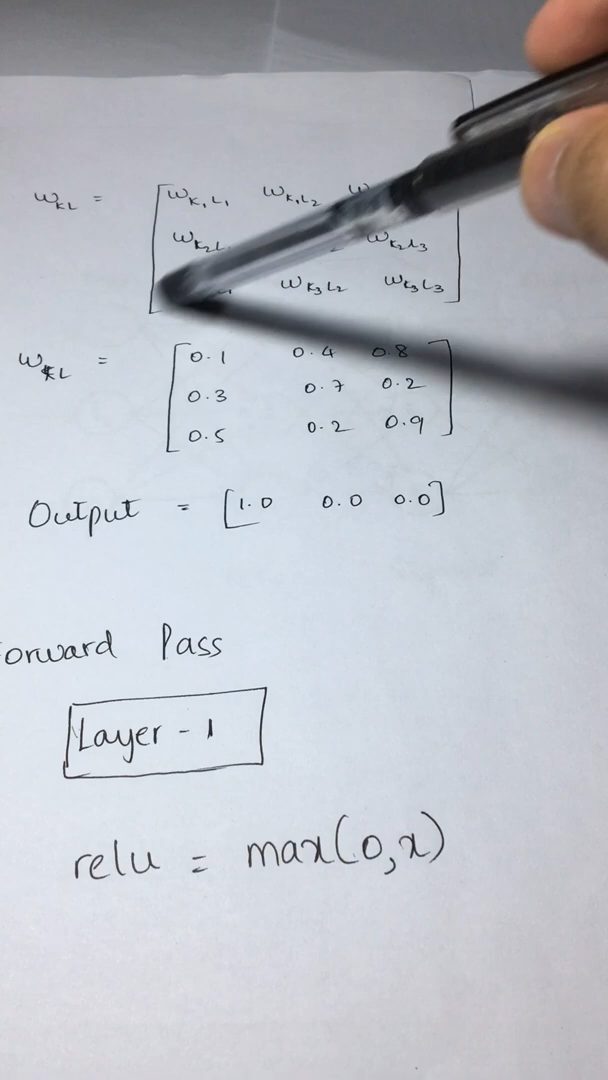 W_KL = [ W_K1L1 W_K1L2 W
W_K2L W_K2L3
W_K3L2 W_K3L3 ]
W_KL = [ 0.1 0.4 0.8
0.3 0.7 0.2
0.5 0.2 0.9 ]
Output = [1.0 0.0 0.0]
orward Pass
Layer - 1
relu = max(0,x)